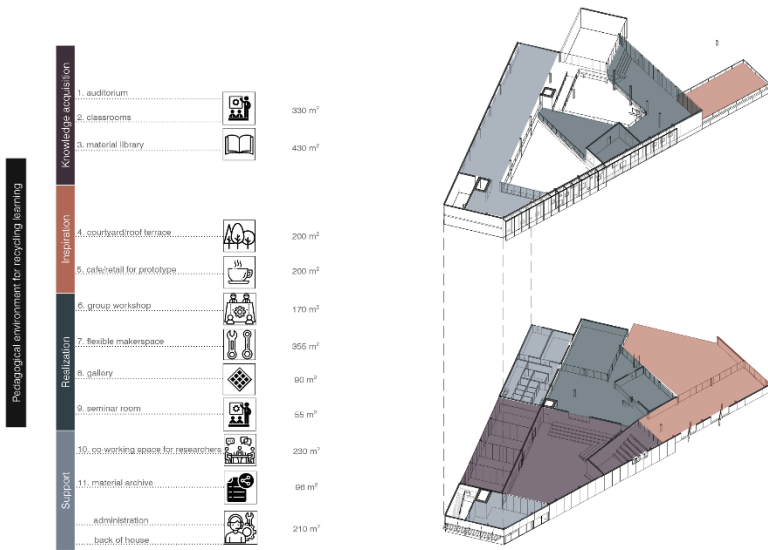 Pedagogical environment for recycling learning
Knowledge acquisition
1. auditorium
2. classrooms
330 m²
3. material library
430 m²
Inspiration
4. courtyard/roof terrace
200 m²
5. cafe/retail for prototype
200 m²
Realization
6. group workshop
170 m²
7. flexible makerspace
355 m²
8. gallery
90 m²
9. seminar room
55 m²
Support
10. co-working space for researchers
230 m²
11. material archive
96 m²
administration
210 m²
back of house